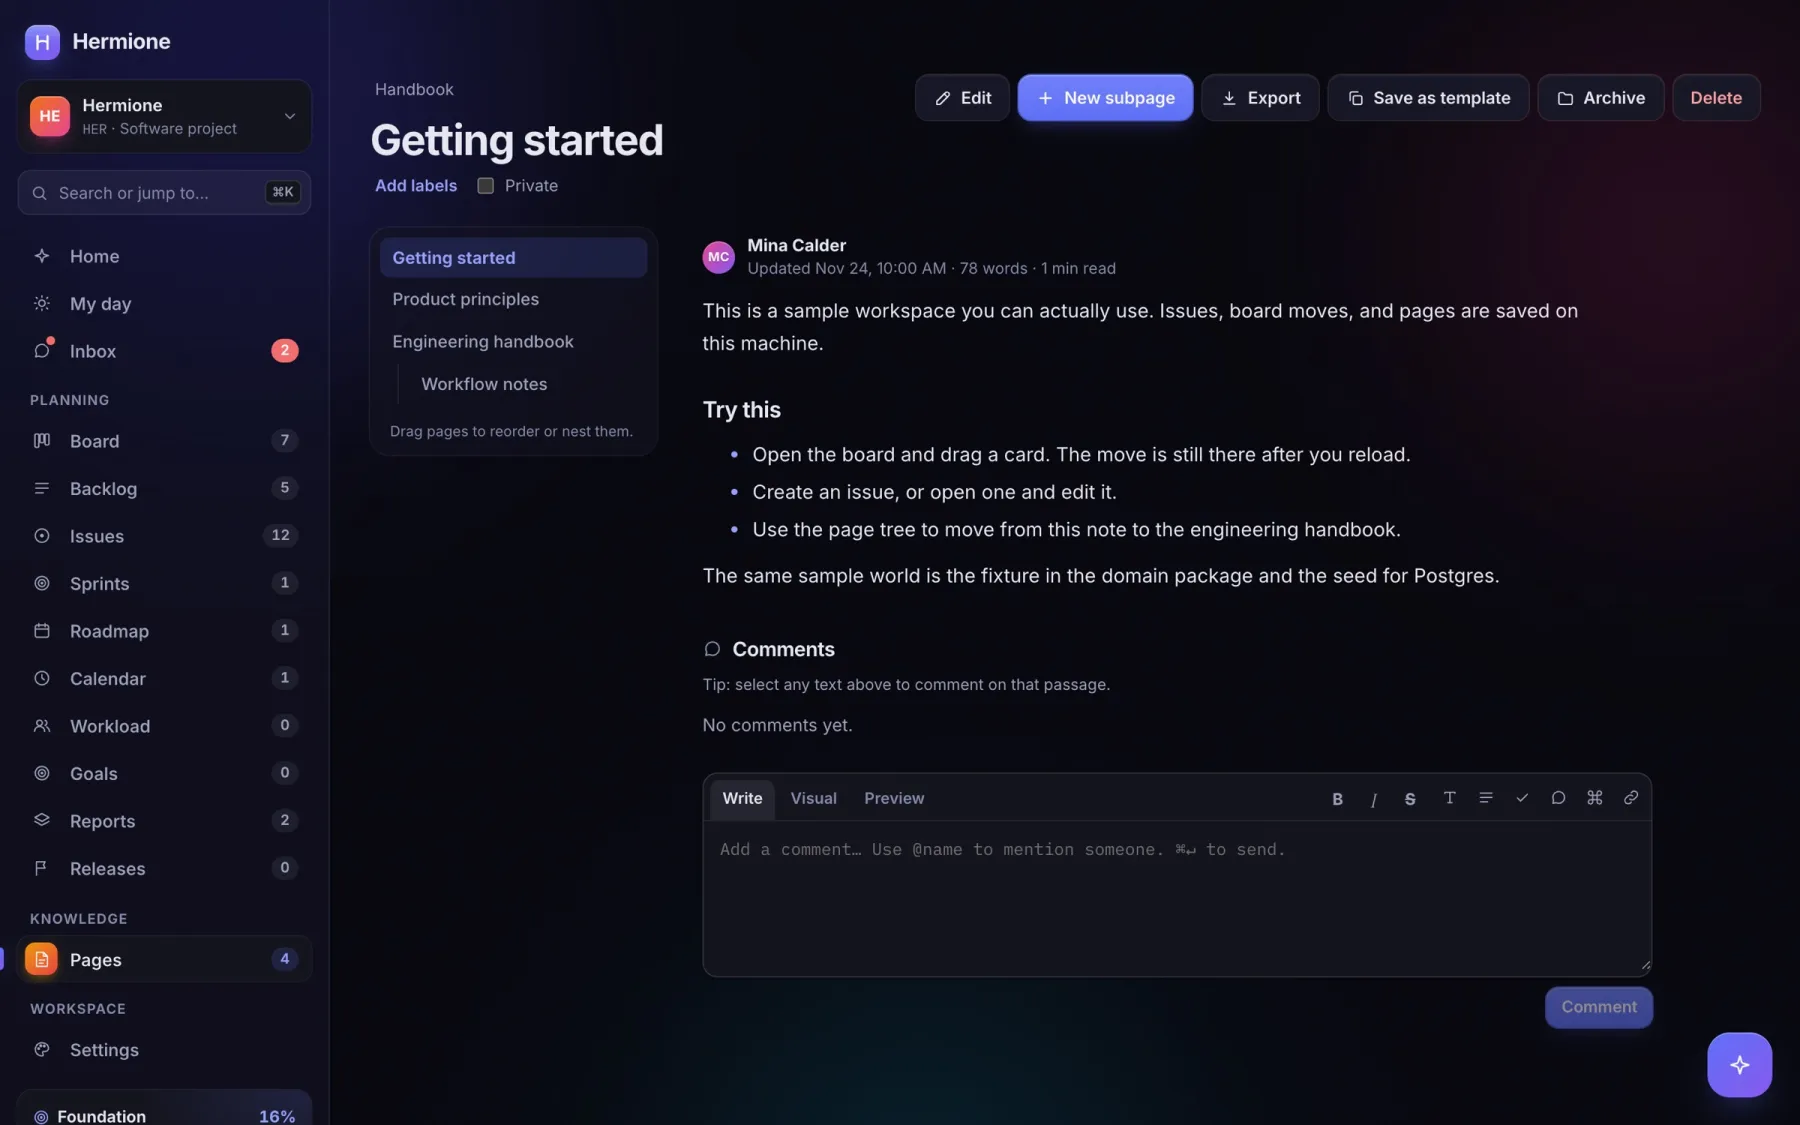 H Hermione
HE Hermione
HER · Software project
Search or jump to... ⌘K
Home
My day
Inbox 2
PLANNING
Board 7
Backlog 5
Issues 12
Sprints 1
Roadmap 1
Calendar 1
Workload 0
Goals 0
Reports 2
Releases 0
KNOWLEDGE
Pages 4
WORKSPACE
Settings
Foundation 16%
Handbook
Getting started
Add labels Private
Edit
New subpage
Export
Save as template
Archive
Delete
Getting started
Product principles
Engineering handbook
Workflow notes
Drag pages to reorder or nest them.
MC Mina Calder
Updated Nov 24, 10:00 AM · 78 words · 1 min read
This is a sample workspace you can actually use. Issues, board moves, and pages are saved on
this machine.
Try this
• Open the board and drag a card. The move is still there after you reload.
• Create an issue, or open one and edit it.
• Use the page tree to move from this note to the engineering handbook.
The same sample world is the fixture in the domain package and the seed for Postgres.
Comments
Tip: select any text above to comment on that passage.
No comments yet.
Write Visual Preview B I S T ⌘
Add a comment… Use @name to mention someone. ⌘↵ to send.
Comment